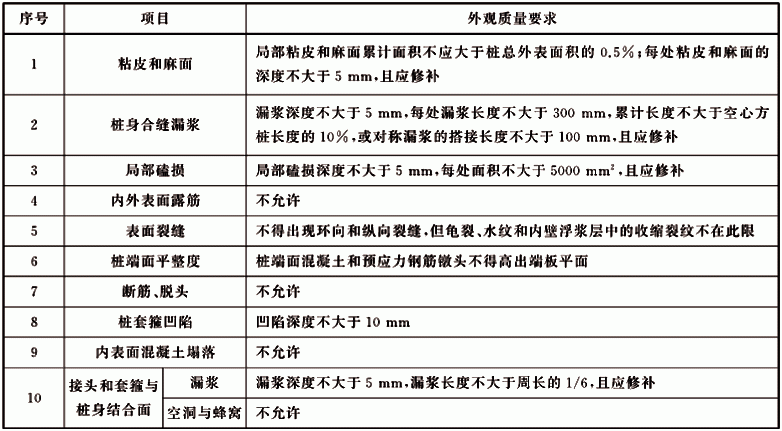 序号 项目 外观质量要求
1 粘皮和麻面 局部粘皮和麻面累计面积不应大于桩总外表面积的 0.5%;每处粘皮和麻面的
深度不大于 5 mm,且应修补
2 桩身合缝漏浆 漏浆深度不大于 5 mm,每处漏浆长度不大于 300 mm,累计长度不大于空心方
桩长度的 10%,或对称漏浆的搭接长度不大于 100 mm,且应修补
3 局部磕损 局部磕损深度不大于 5 mm,每处面积不大于 5000 mm²,且应修补
4 内外表面露筋 不允许
5 表面裂缝 不得出现环向和纵向裂缝,但龟裂、水纹和内壁浮浆层中的收缩裂纹不在此限
6 桩端面平整度 桩端面混凝土和预应力钢筋镦头不得高出端板平面
7 断筋、脱头 不允许
8 桩套箍凹陷 凹陷深度不大于 10 mm
9 内表面混凝土塌落 不允许
10 接头和套箍与
桩身结合面 漏浆 漏浆深度不大于 5 mm,漏浆长度不大于周长的 1/6,且应修补
空洞与蜂窝 不允许